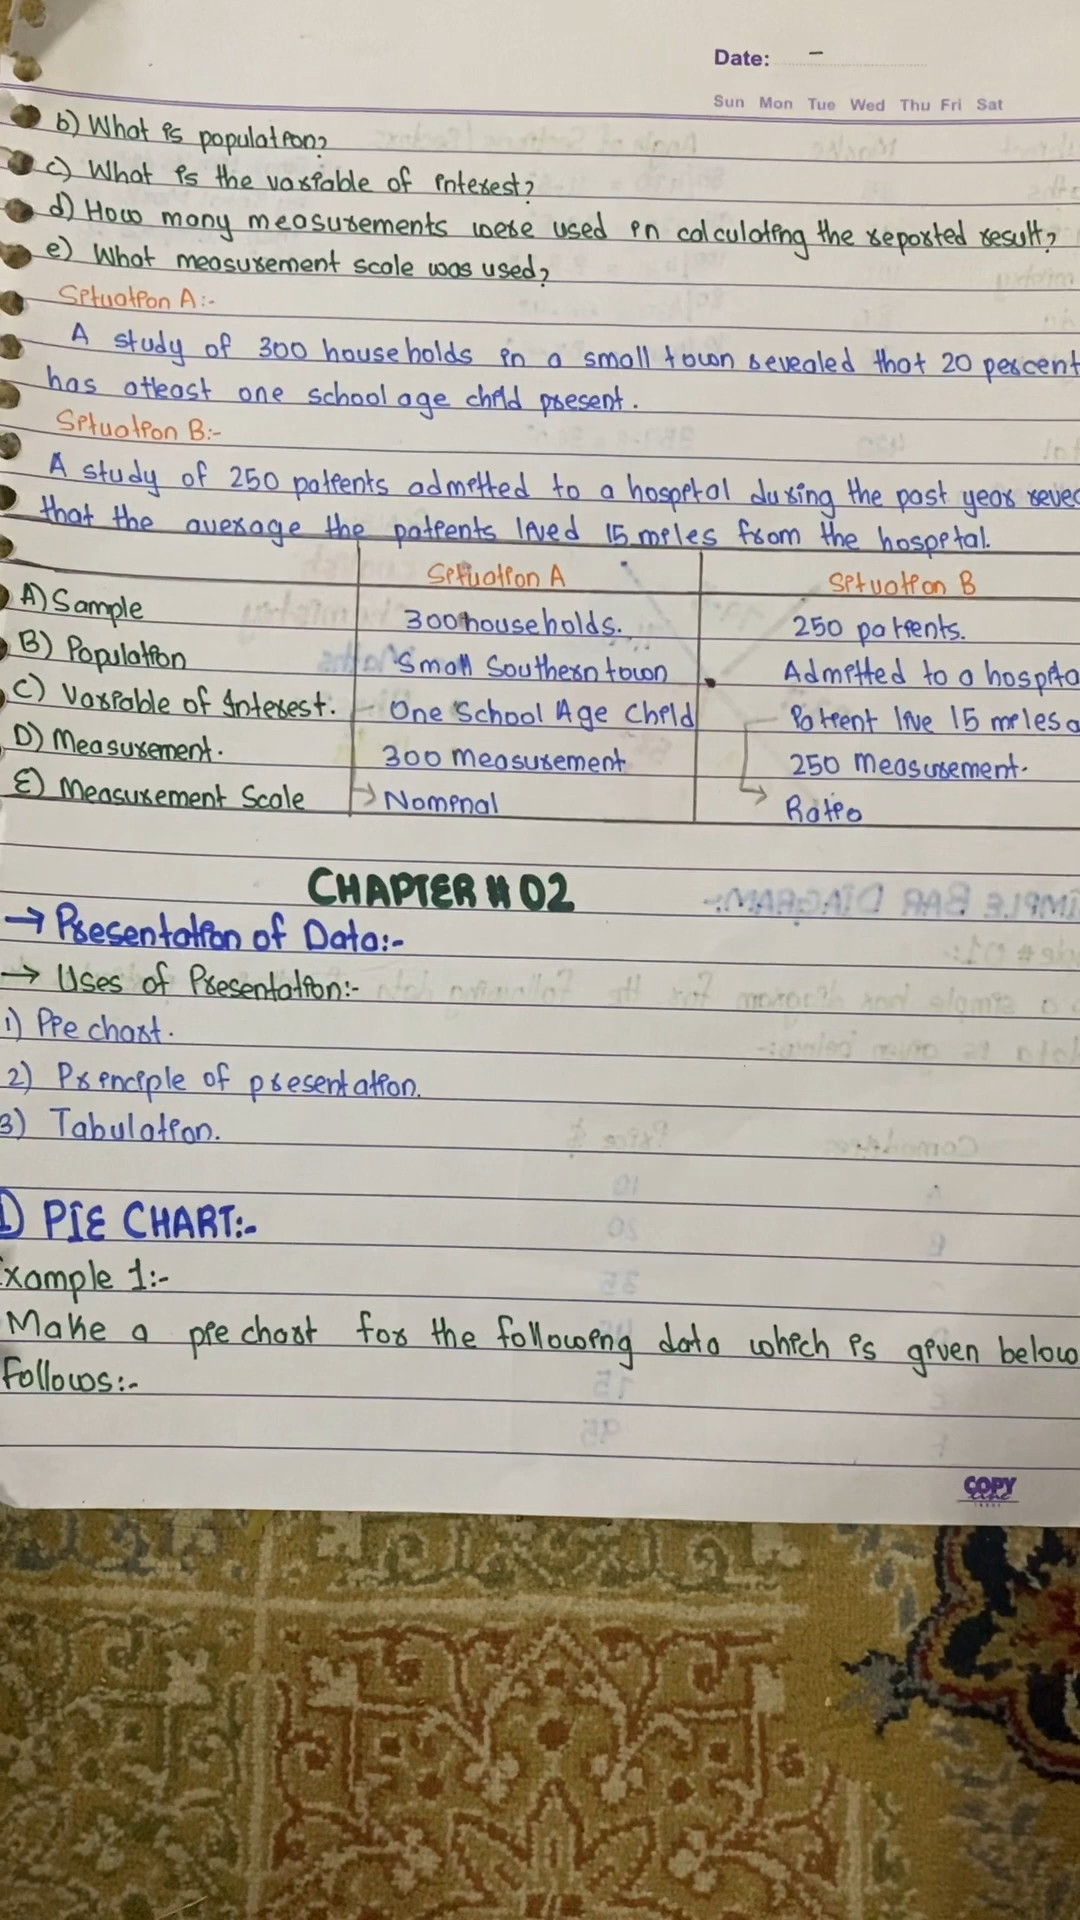 Date: -
Sun Mon Tue Wed Thu Fri Sat
b) What is population?
c) What is the variable of interest?
d) How many measurements were used in calculating the reported result?
e) What measurement scale was used?
Situation A:-
A study of 300 households in a small town revealed that 20 percent
has atleast one school age child present.
Situation B:-
A study of 250 patients admitted to a hospital during the past year
that the average the patients lived 15 miles from the hospital.
Situation A Situation B
A) Sample 300 households. 250 patients.
B) Population Small Southern town Admitted to a
C) Variable of Interest. One School Age Child Patient live 15 miles
D) Measurement. 300 measurement 250 Measurement.
E) Measurement Scale → Nominal Ratio
CHAPTER # 02
→ Presentation of Data:-
→ Uses of Presentation:-
1) Pie chart.
2) Principle of presentation.
3) Tabulation.
1) PIE CHART:-
Example 1:-
Make a pie chart for the following data which is given below
Follows:-
COPY